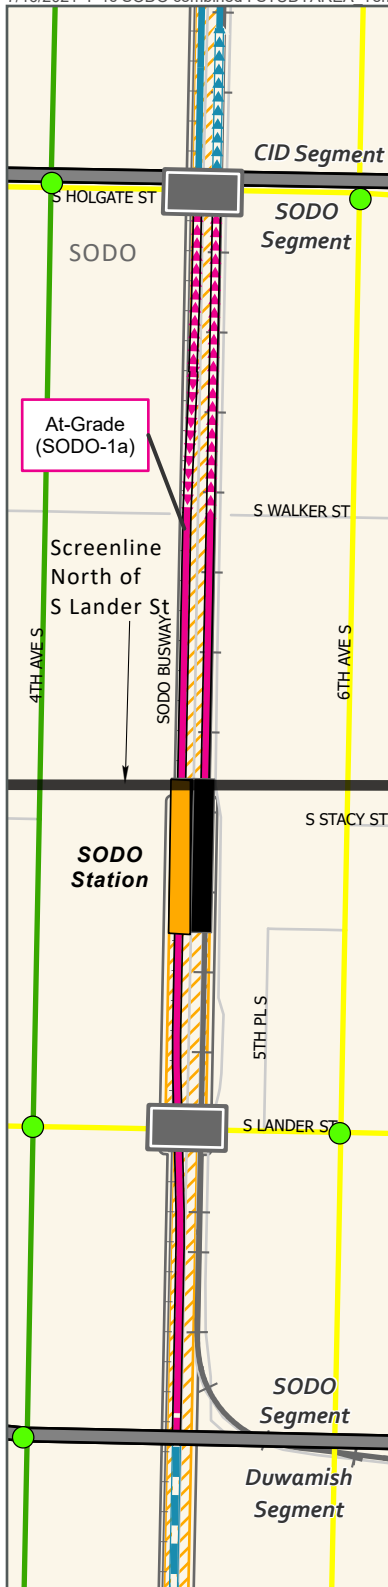 CID Segment
S HOLGATE ST
SODO
Segment
SODO
At-Grade
(SODO-1a)
S WALKER ST
Screenline
North of
S Lander St
4TH AVE S
SODO BUSWAY
6TH AVE S
S STACY ST
SODO
Station
5TH PL S
S LANDER ST
SODO
Segment
Duwamish
Segment